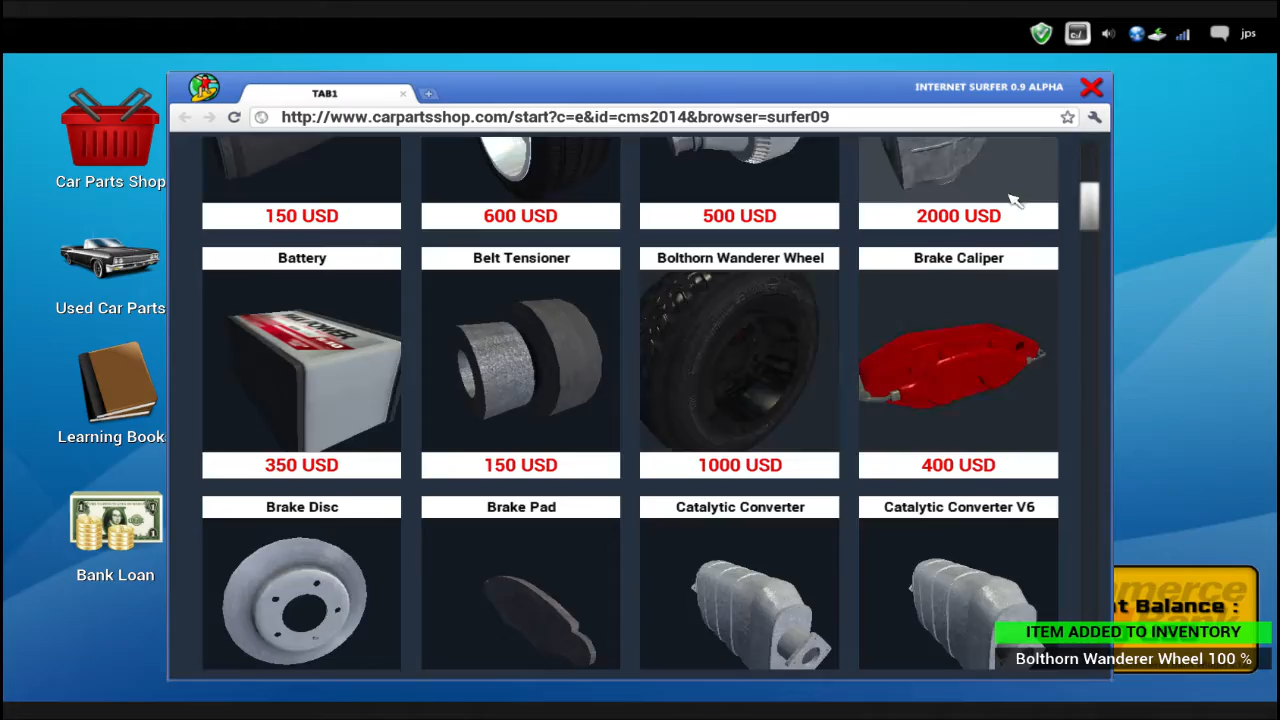 jps
TAB1
INTERNET SURFER 0.9 ALPHA
http://www.carpartsshop.com/start?c=e&id=cms2014&browser=surfer09
Car Parts Shop
Used Car Parts
Learning Book
Bank Loan
150 USD
600 USD
500 USD
2000 USD
Battery
Belt Tensioner
Bolthorn Wanderer Wheel
Brake Caliper
350 USD
150 USD
1000 USD
400 USD
Brake Disc
Brake Pad
Catalytic Converter
Catalytic Converter V6
t Balance :
ITEM ADDED TO INVENTORY
Bolthorn Wanderer Wheel 100 %